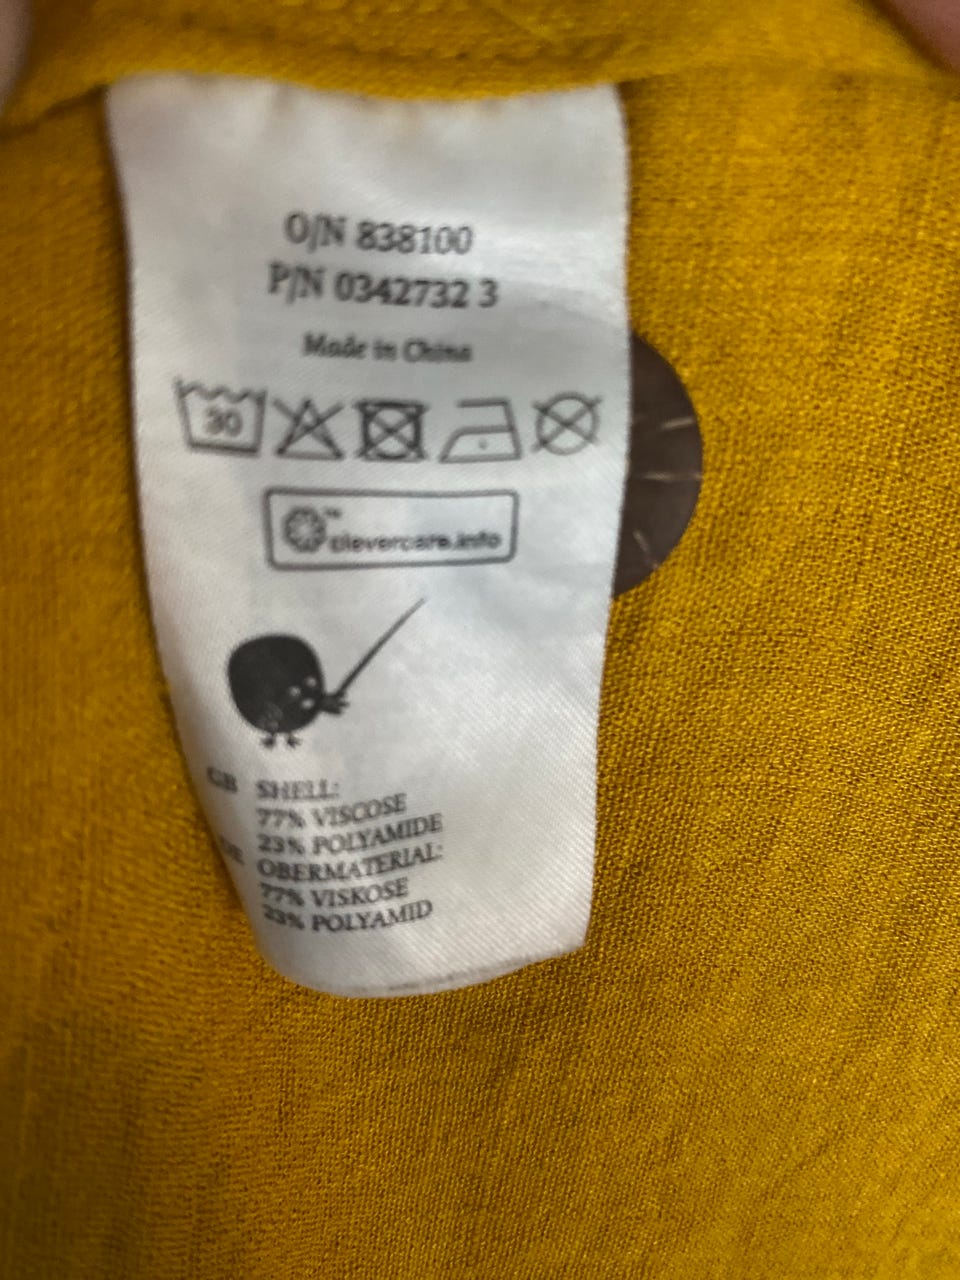 O/N 838100
P/N 0342732 3
Made in China
30
™
clevercare.info
GB SHELL:
77% VISCOSE
23% POLYAMIDE
DE OBERMATERIAL:
77% VISKOSE
23% POLYAMID